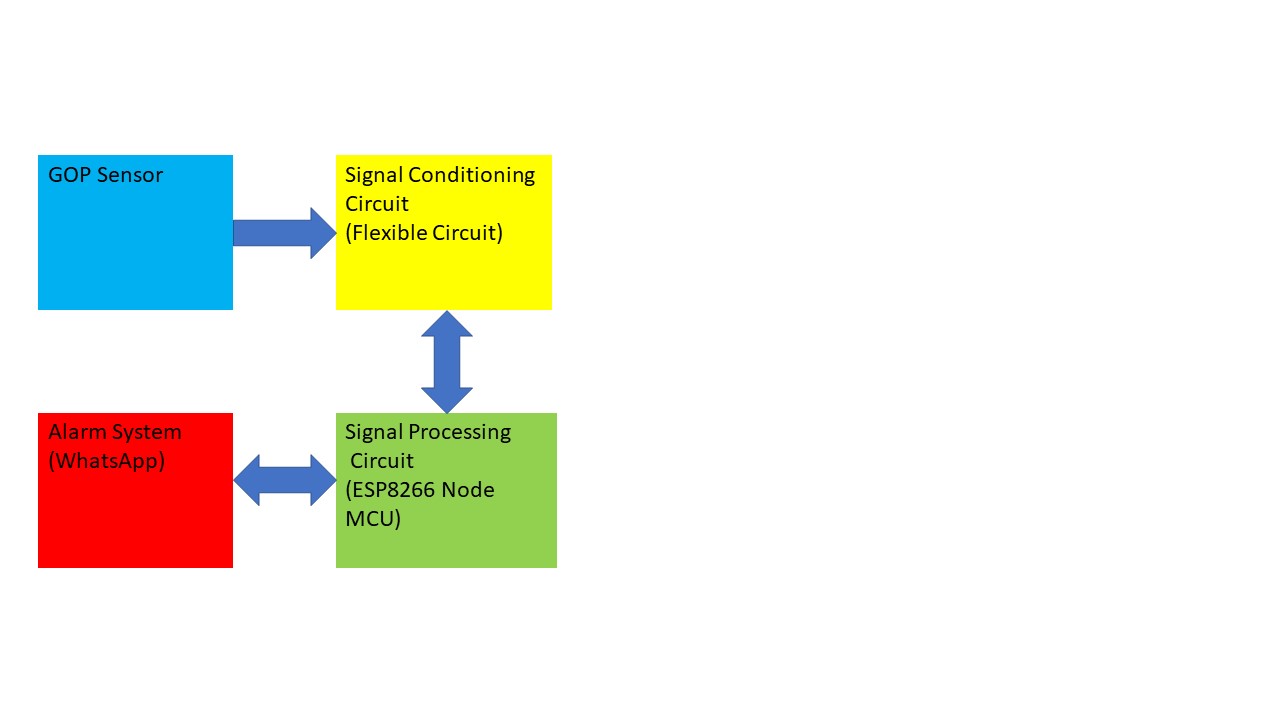 GOP Sensor
Signal Conditioning
Circuit
(Flexible Circuit)
Alarm System
(WhatsApp)
Signal Processing
Circuit
(ESP8266 Node
MCU)